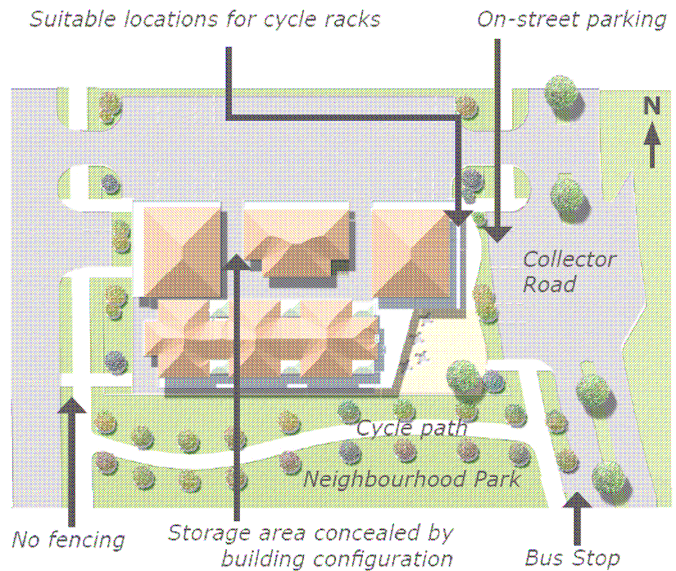 Suitable locations for cycle racks
On-street parking
N
Collector
Road
Cycle path
Neighbourhood Park
No fencing
Storage area concealed by
building configuration
Bus Stop